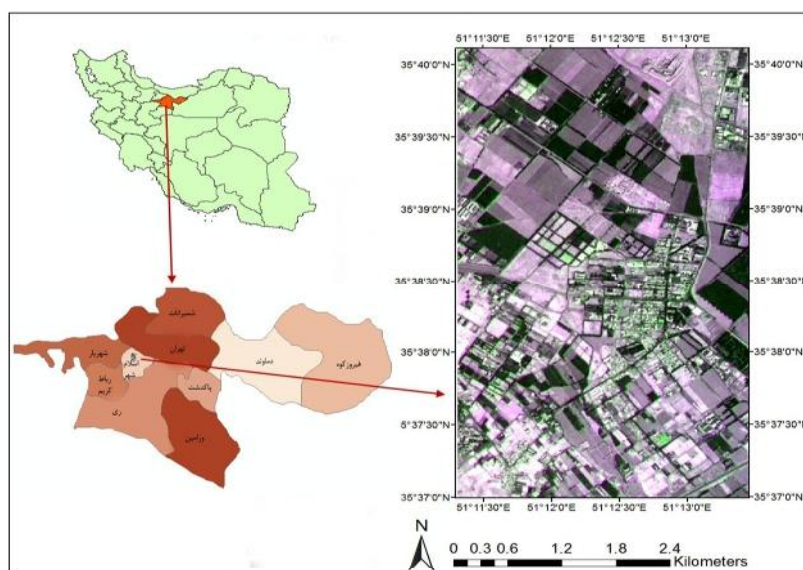 51°11'30"E 51°12'0"E 51°12'30"E 51°13'0"E
35°40'0"N 35°40'0"N
35°39'30"N 35°39'30"N
35°39'0"N 35°39'0"N
35°38'30"N 35°38'30"N
35°38'0"N 35°38'0"N
5°37'30"N 35°37'30"N
35°37'0"N 35°37'0"N
51°11'30"E 51°12'0"E 51°12'30"E 51°13'0"E
شمیرانات
تهران
شهریار
اسلام
شهر
رباط
کریم
ری
پاکدشت
ورامین
دماوند
فیروزکوه
N
0 0.3 0.6 1.2 1.8 2.4
Kilometers